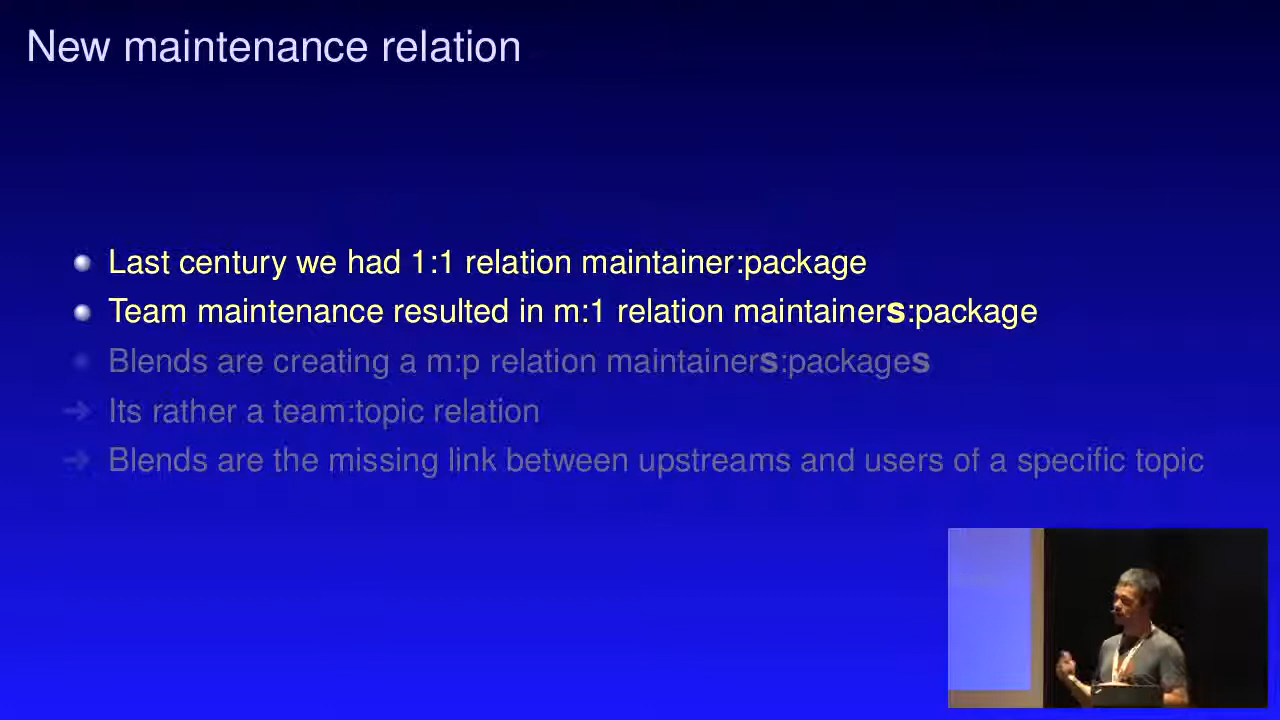 New maintenance relation
Last century we had 1:1 relation maintainer:package
Team maintenance resulted in m:1 relation maintainers:package
Blends are creating a m:p relation maintainers:packages
Its rather a team:topic relation
Blends are the missing link between upstreams and users of a specific topic